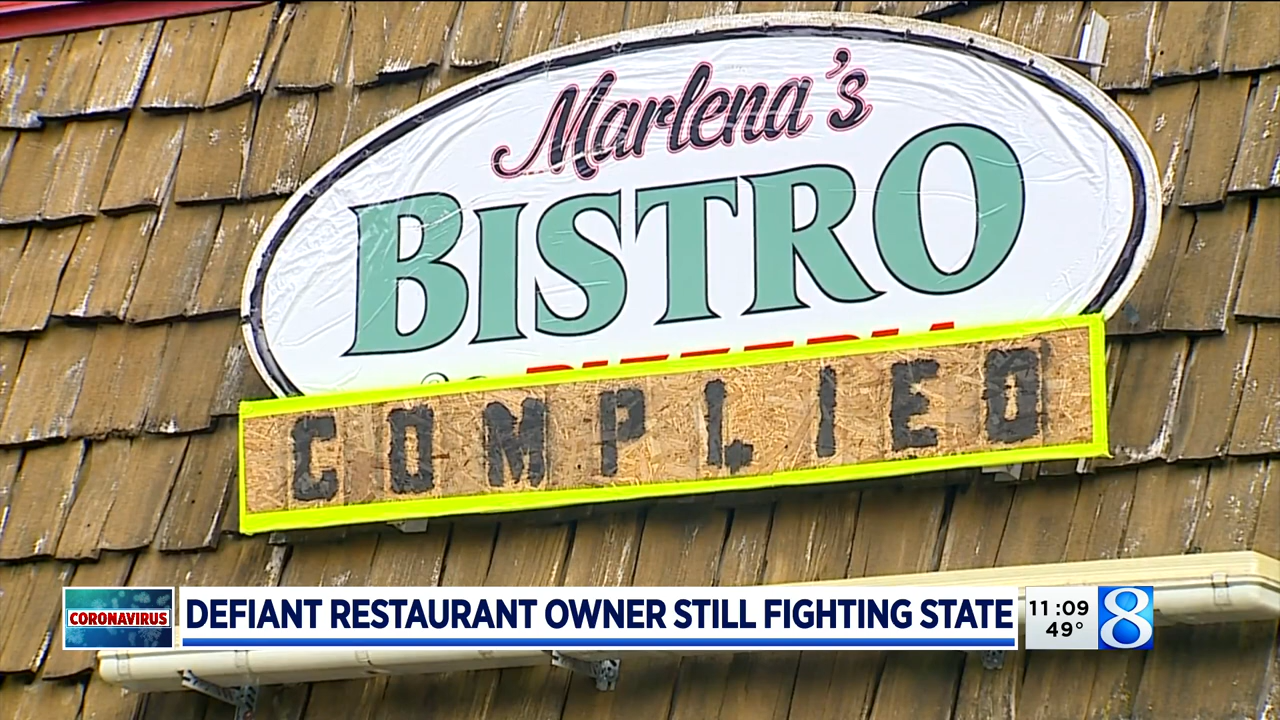 Marlena's
BISTRO
COMPLIED
CORONAVIRUS
DEFIANT RESTAURANT OWNER STILL FIGHTING STATE
11:09
49°
8